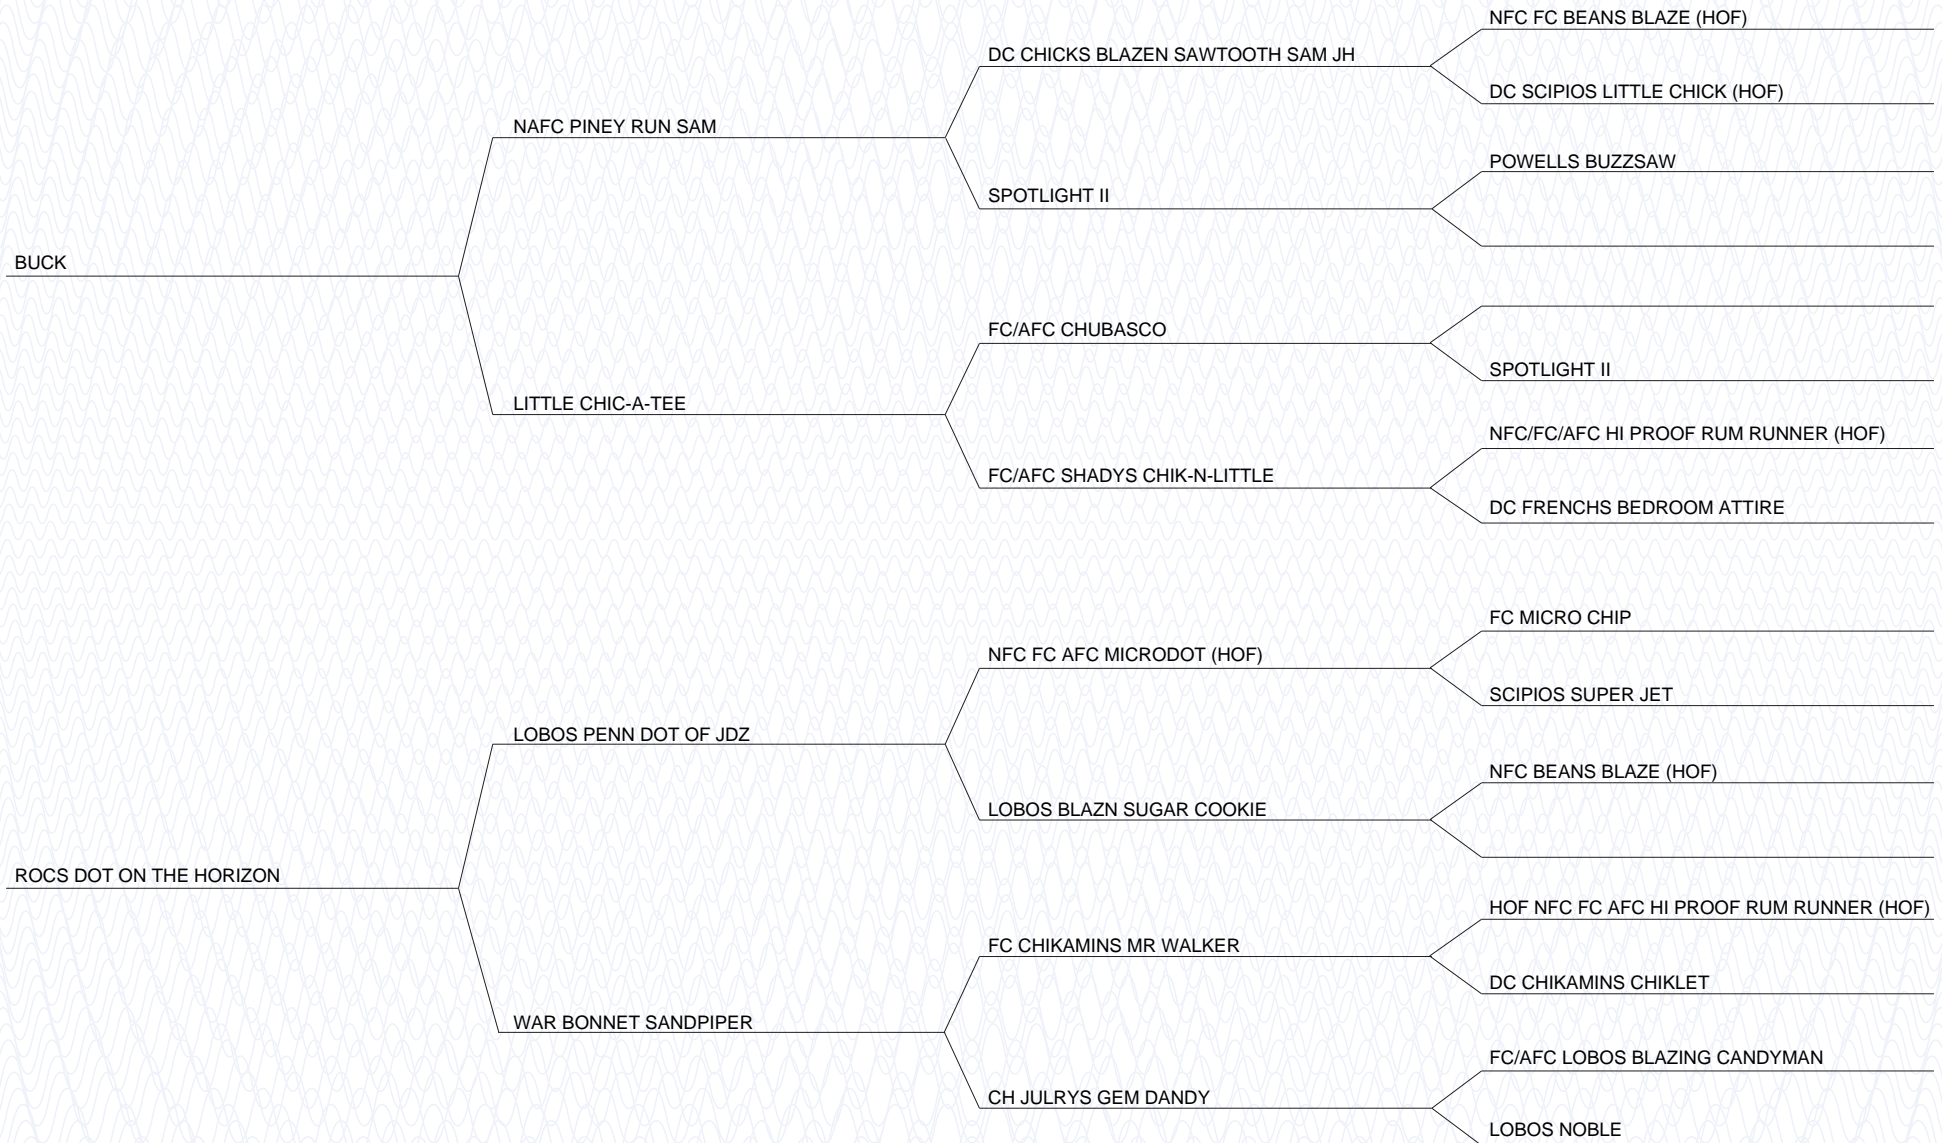 NFC FC BEANS BLAZE (HOF)
DC CHICKS BLAZEN SAWTOOTH SAM JH
DC SCIPIOS LITTLE CHICK (HOF)
NAFC PINEY RUN SAM
POWELLS BUZZSAW
SPOTLIGHT II
BUCK
FC/AFC CHUBASCO
SPOTLIGHT II
LITTLE CHIC-A-TEE
NFC/FC/AFC HI PROOF RUM RUNNER (HOF)
FC/AFC SHADYS CHIK-N-LITTLE
DC FRENCHS BEDROOM ATTIRE
FC MICRO CHIP
NFC FC AFC MICRODOT (HOF)
SCIPIOS SUPER JET
LOBOS PENN DOT OF JDZ
NFC BEANS BLAZE (HOF)
LOBOS BLAZN SUGAR COOKIE
ROCS DOT ON THE HORIZON
HOF NFC FC AFC HI PROOF RUM RUNNER (HOF)
FC CHIKAMINS MR WALKER
DC CHIKAMINS CHIKLET
WAR BONNET SANDPIPER
FC/AFC LOBOS BLAZING CANDYMAN
CH JULRYS GEM DANDY
LOBOS NOBLE